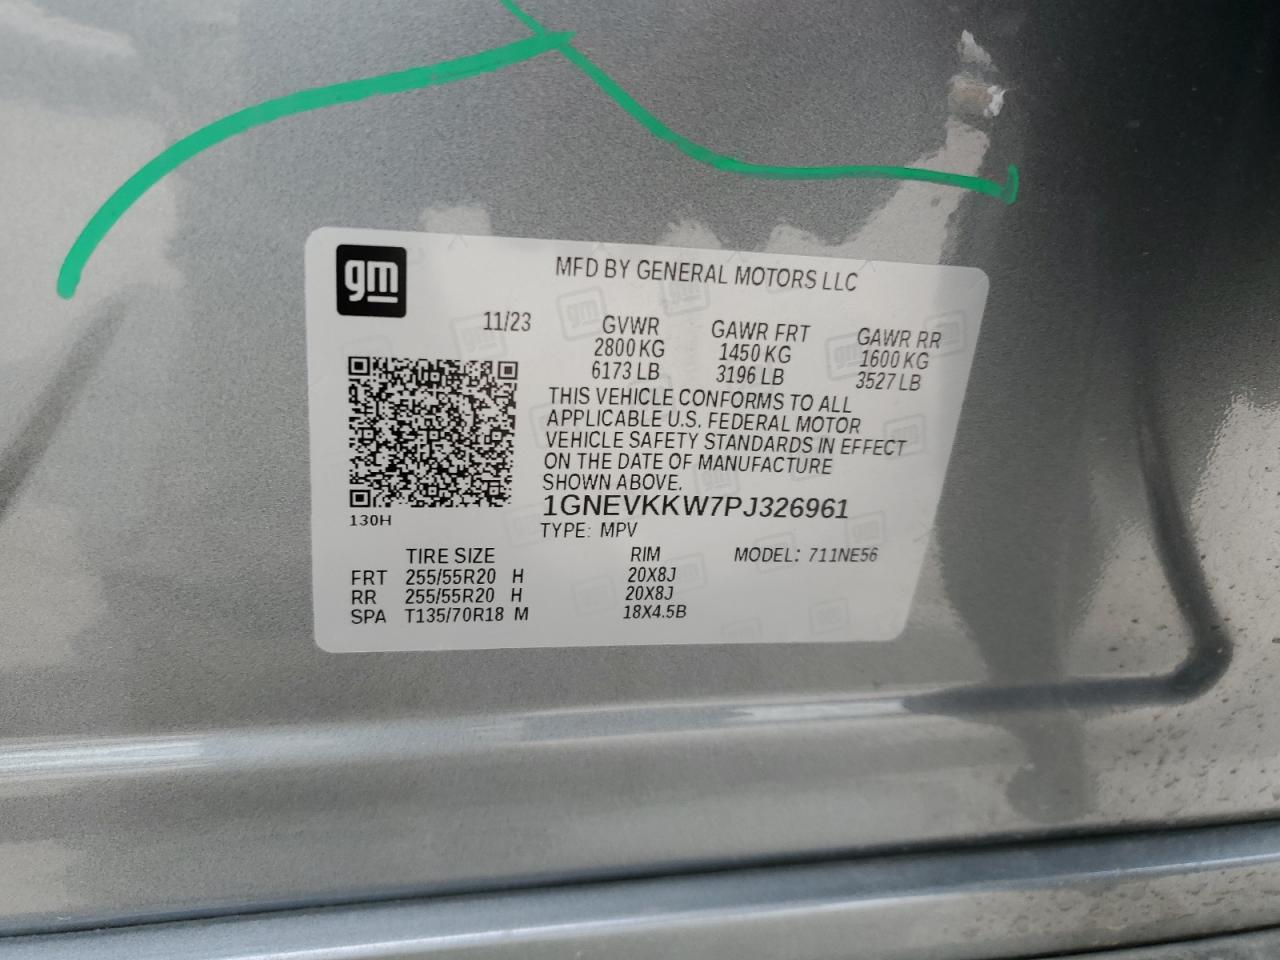 gm
MFD BY GENERAL MOTORS LLC
11/23 GVWR GAWR FRT GAWR RR
2800 KG 1450 KG 1600 KG
6173 LB 3196 LB 3527 LB
THIS VEHICLE CONFORMS TO ALL
APPLICABLE U.S. FEDERAL MOTOR
VEHICLE SAFETY STANDARDS IN EFFECT
ON THE DATE OF MANUFACTURE
SHOWN ABOVE.
1GNEVKKW7PJ326961
130H
TYPE: MPV
TIRE SIZE RIM MODEL: 711NE56
FRT 255/55R20 H 20X8J
RR 255/55R20 H 20X8J
SPA T135/70R18 M 18X4.5B